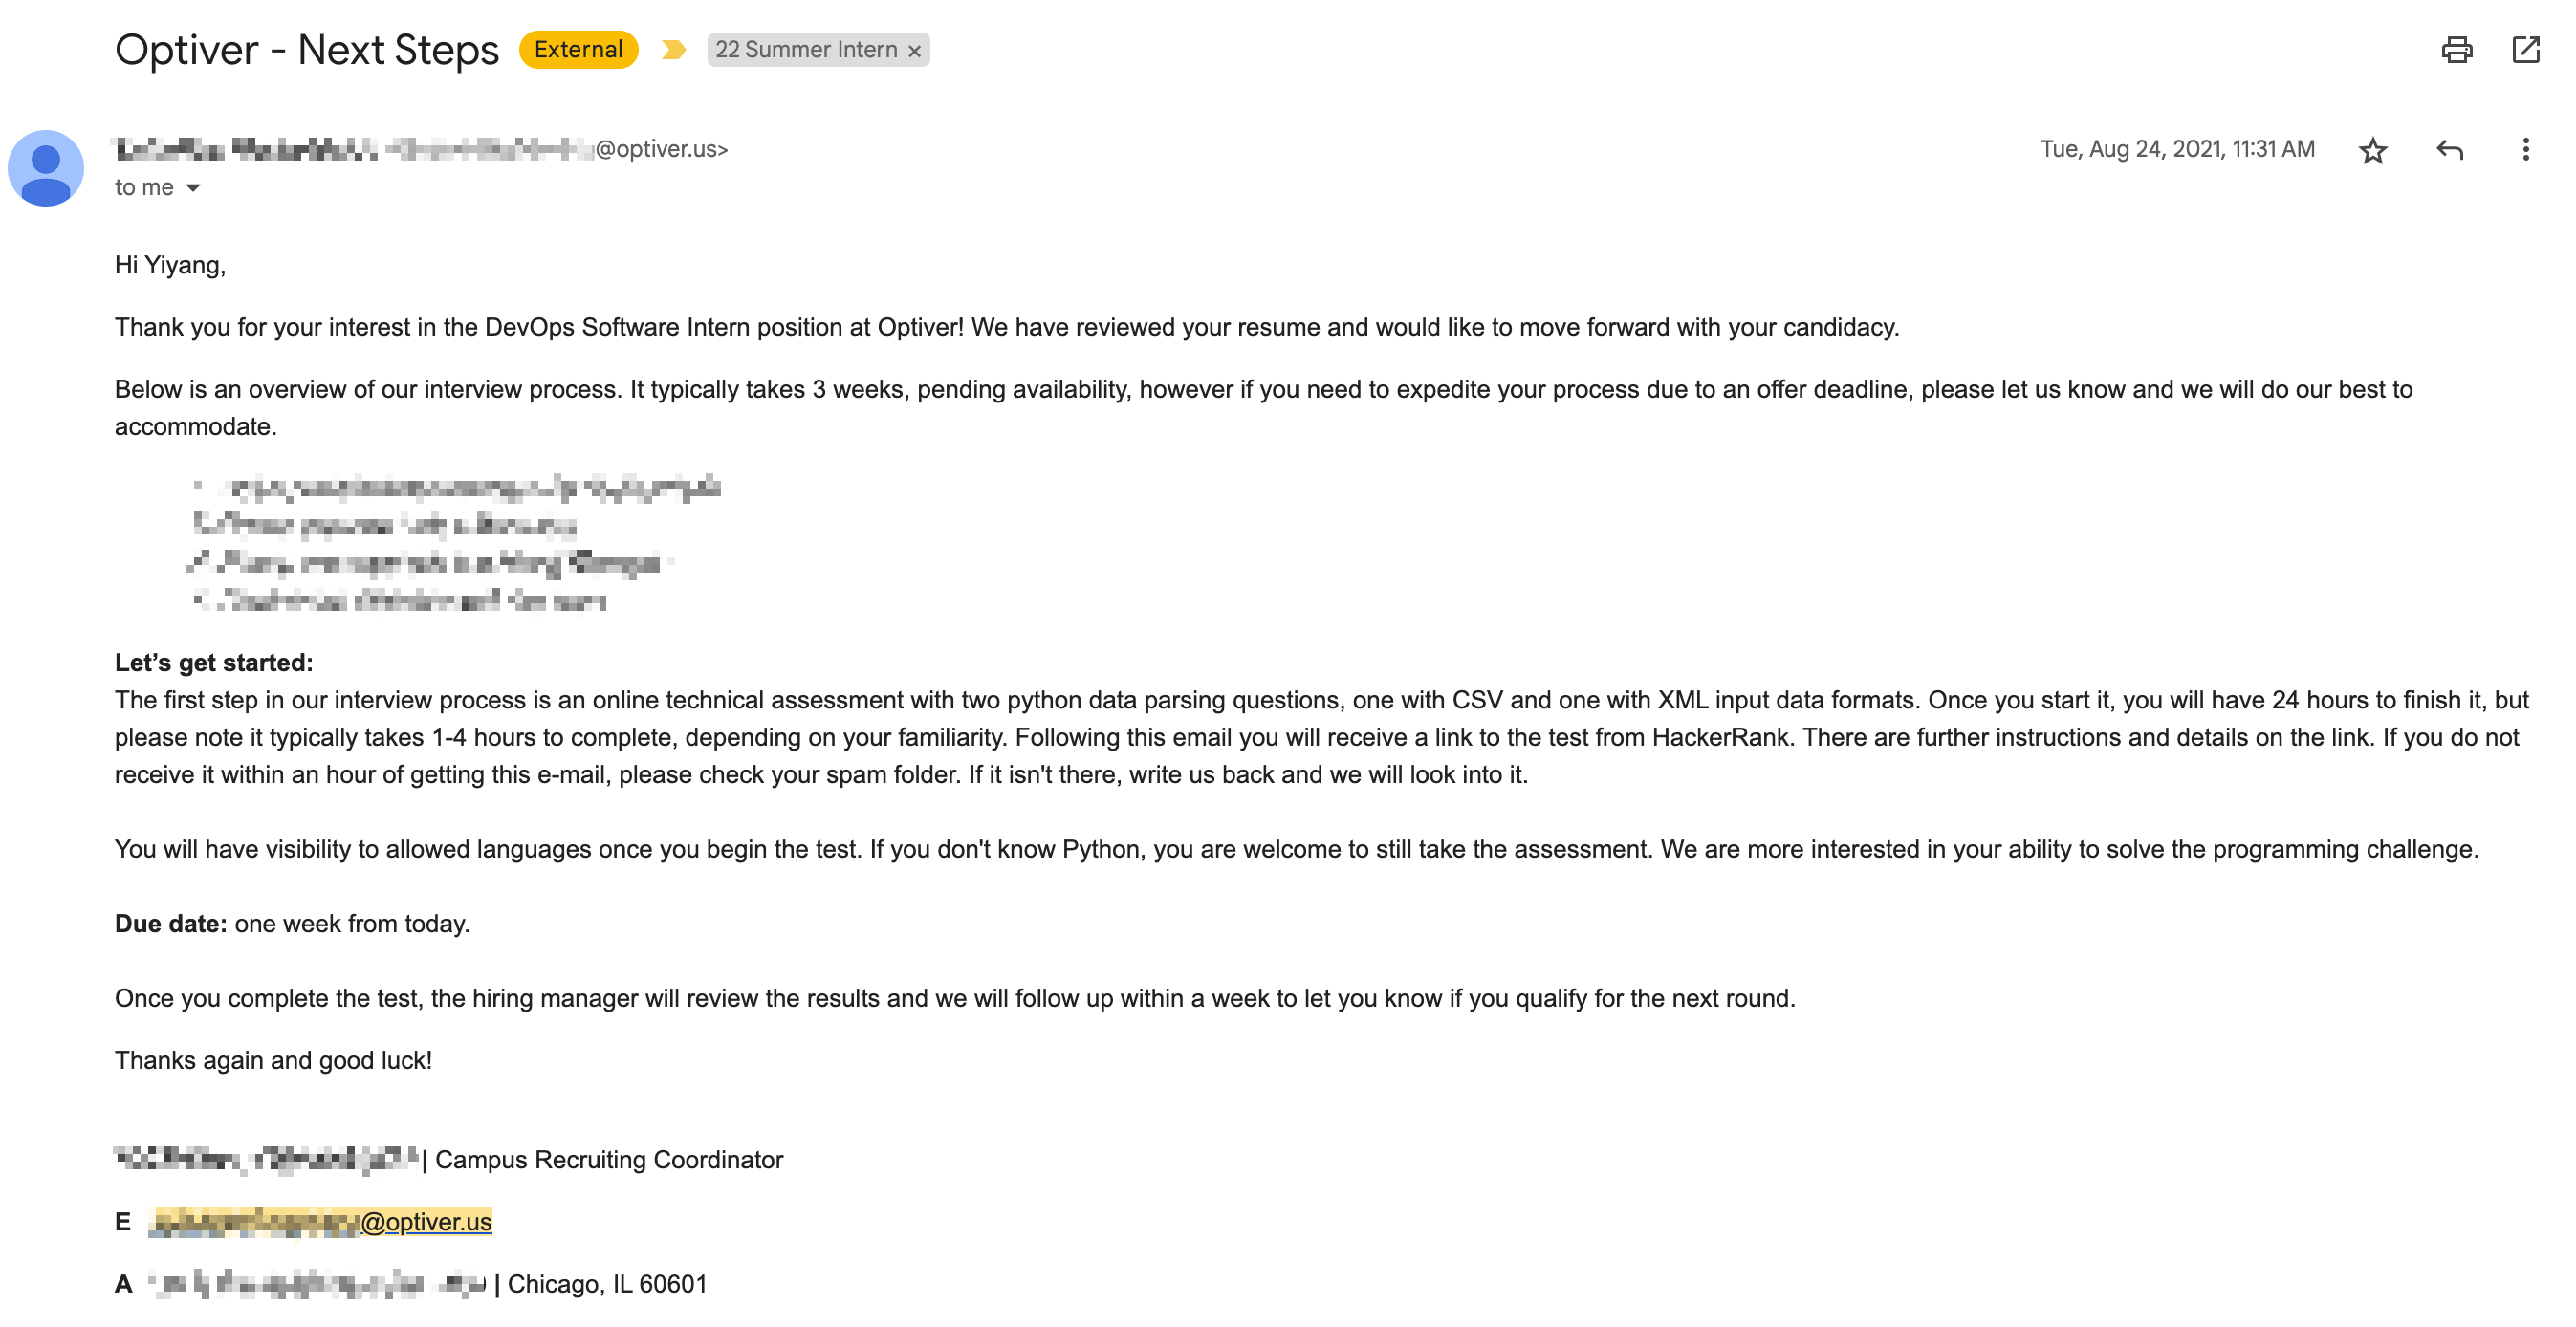 Optiver - Next Steps External 22 Summer Intern ×
@optiver.us> Tue, Aug 24, 2021, 11:31 AM
to me
Hi Yiyang,
Thank you for your interest in the DevOps Software Intern position at Optiver! We have reviewed your resume and would like to move forward with your candidacy.
Below is an overview of our interview process. It typically takes 3 weeks, pending availability, however if you need to expedite your process due to an offer deadline, please let us know and we will do our best to
accommodate.
Let’s get started:
The first step in our interview process is an online technical assessment with two python data parsing questions, one with CSV and one with XML input data formats. Once you start it, you will have 24 hours to finish it, but
please note it typically takes 1-4 hours to complete, depending on your familiarity. Following this email you will receive a link to the test from HackerRank. There are further instructions and details on the link. If you do not
receive it within an hour of getting this e-mail, please check your spam folder. If it isn't there, write us back and we will look into it.
You will have visibility to allowed languages once you begin the test. If you don't know Python, you are welcome to still take the assessment. We are more interested in your ability to solve the programming challenge.
Due date: one week from today.
Once you complete the test, the hiring manager will review the results and we will follow up within a week to let you know if you qualify for the next round.
Thanks again and good luck!
| Campus Recruiting Coordinator
E @optiver.us
A | Chicago, IL 60601